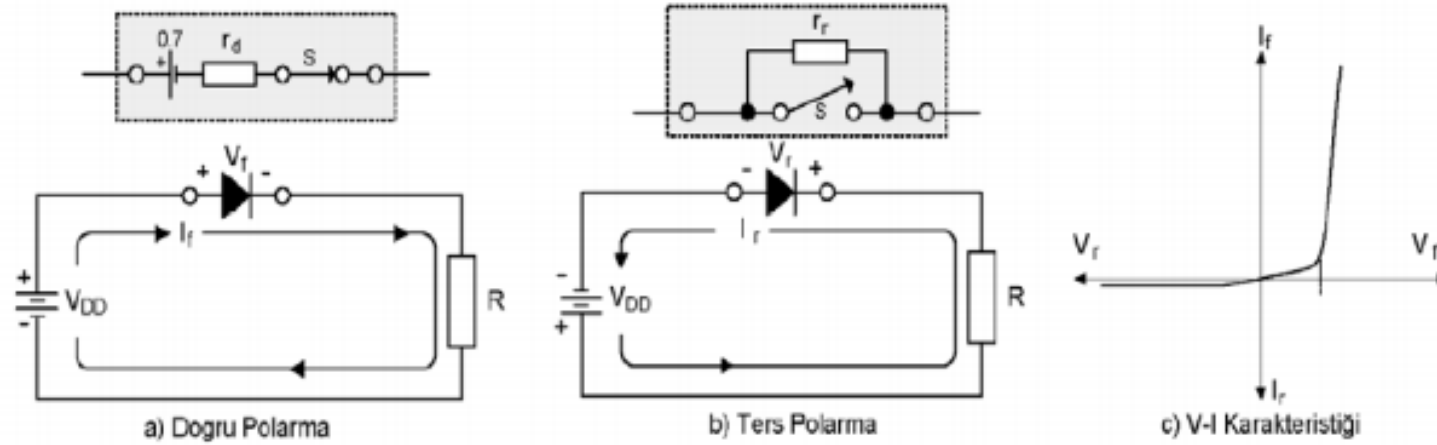 0.7
+
r_d
S
+ V_f -
I_f
+
-
V_DD
R
a) Dogru Polarma
r_r
S
- V_r +
I_r
-
+
V_DD
R
b) Ters Polarma
I_f
V_r
V_f
I_r
c) V-I Karakteristiği